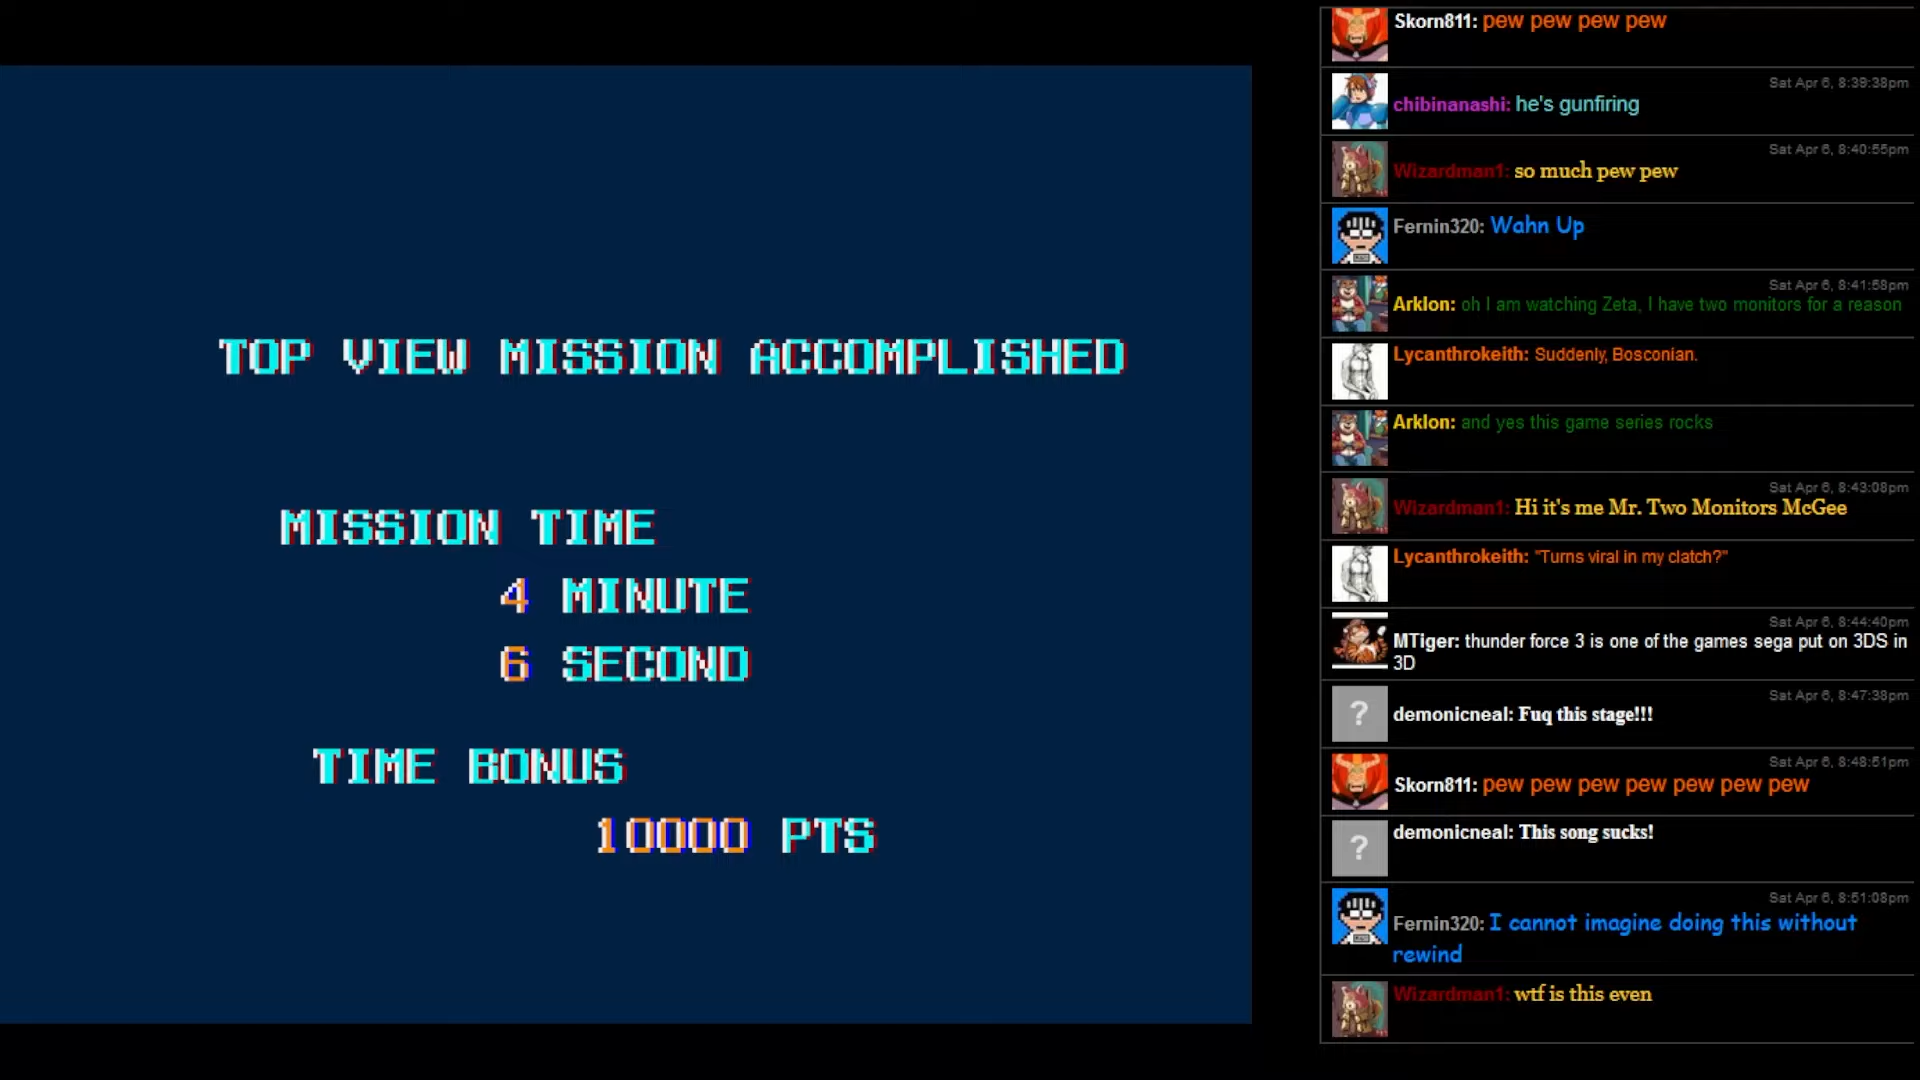 TOP VIEW MISSION ACCOMPLISHED
MISSION TIME
4 MINUTE
6 SECOND
TIME BONUS
10000 PTS
Skorn811: pew pew pew pew
Sat Apr 6, 8:39:38pm
chibinanashi: he's gunfiring
Sat Apr 6, 8:40:55pm
Wizardman1: so much pew pew
Fernin320: Wahn Up
Sat Apr 6, 8:41:58pm
Arklon: oh I am watching Zeta, I have two monitors for a reason
Lycanthrokeith: Suddenly, Bosconian.
Arklon: and yes this game series rocks
Sat Apr 6, 8:43:08pm
Wizardman1: Hi it's me Mr. Two Monitors McGee
Lycanthrokeith: "Turns viral in my clatch?"
Sat Apr 6, 8:44:40pm
MTiger: thunder force 3 is one of the games sega put on 3DS in
3D
Sat Apr 6, 8:47:38pm
?
demonicneal: Fuq this stage!!!
Sat Apr 6, 8:48:51pm
Skorn811: pew pew pew pew pew pew pew
?
demonicneal: This song sucks!
Sat Apr 6, 8:51:08pm
Fernin320: I cannot imagine doing this without
rewind
Wizardman1: wtf is this even